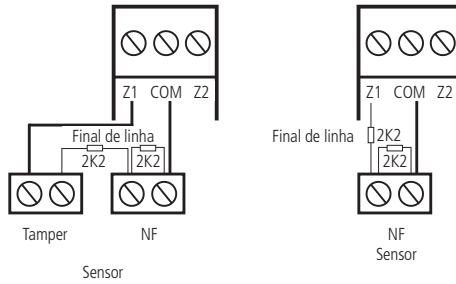 Z1 COM Z2
Final de linha
2K2 2K2
Tamper NF
Sensor
Z1 COM Z2
Final de linha 2K2
2K2
NF
Sensor